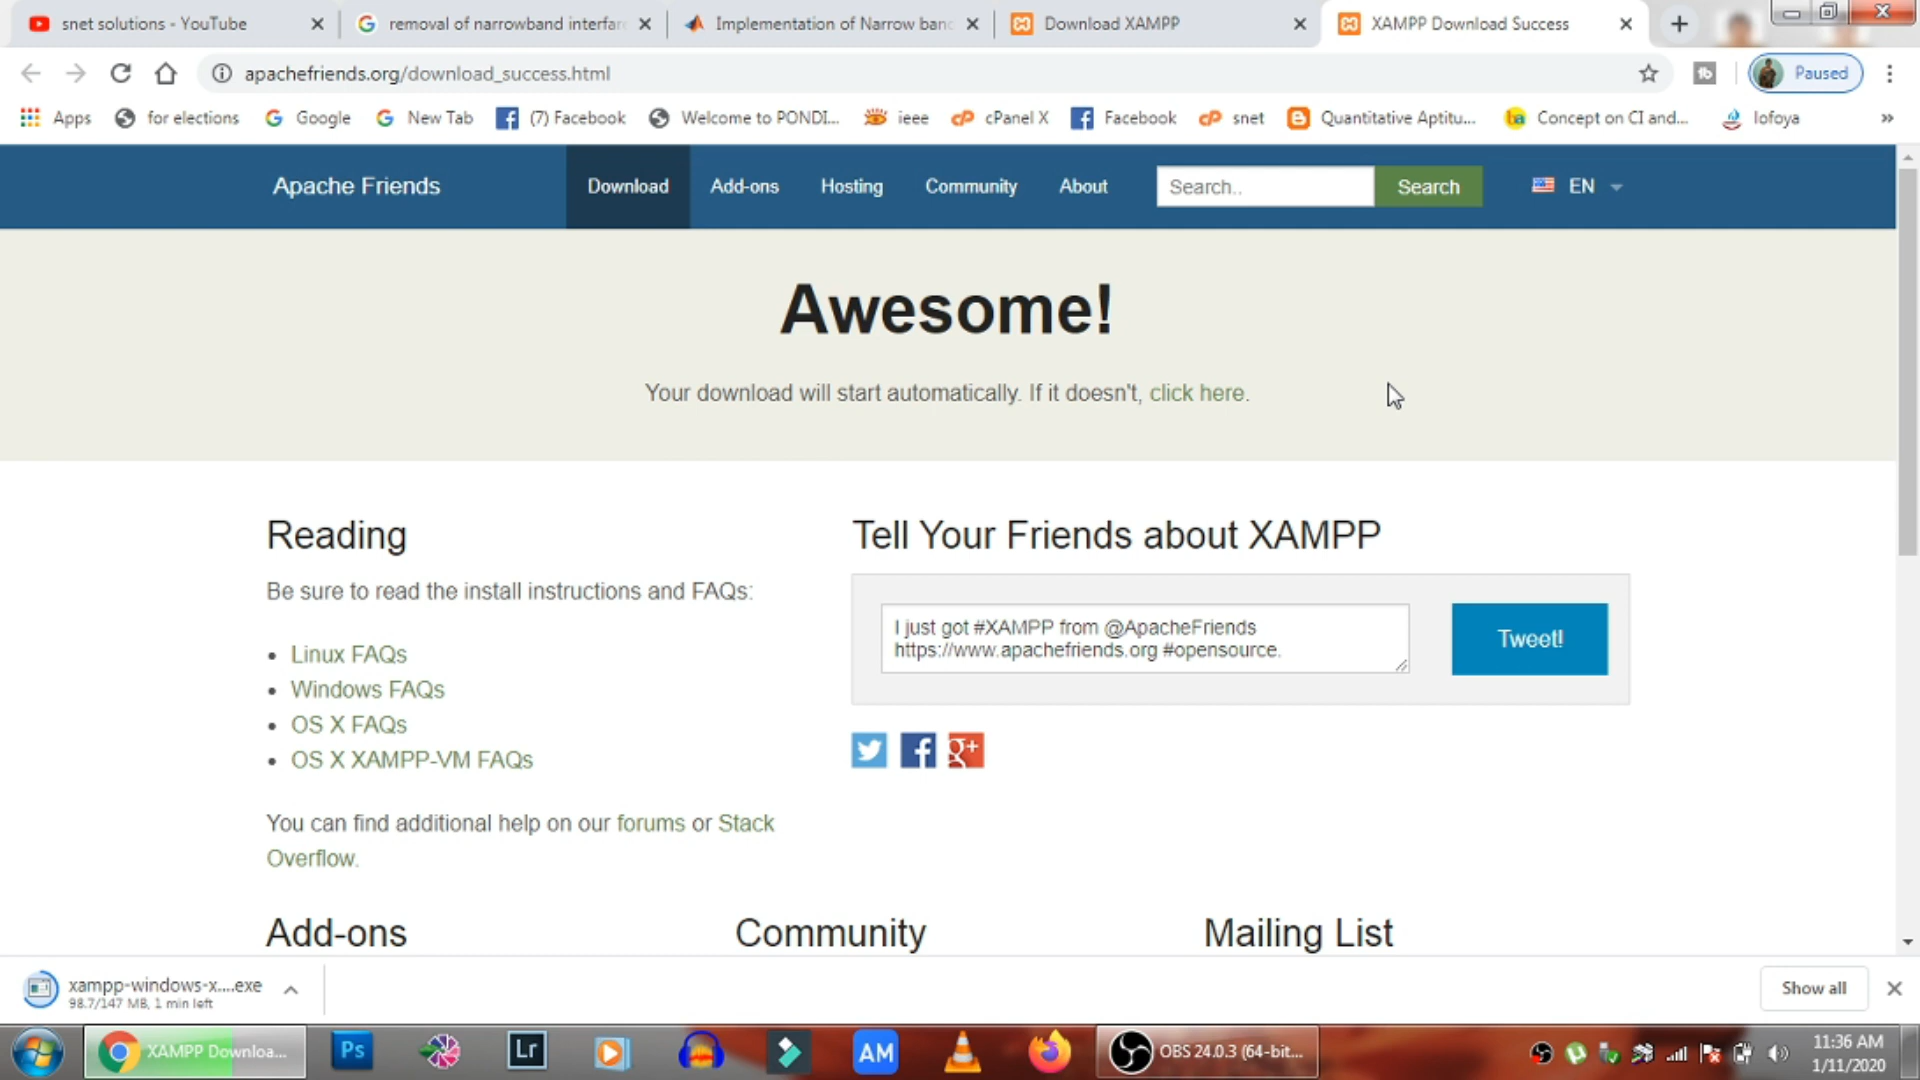 snet solutions - YouTube
removal of narrowband interfar
Implementation of Narrow banc
Download XAMPP
XAMPP Download Success
apachefriends.org/download_success.html
Paused
Apps
for elections
Google
New Tab
(7) Facebook
Welcome to PONDI...
ieee
cPanel X
Facebook
snet
Quantitative Aptitu...
Concept on CI and...
lofoya
»
Apache Friends
Download
Add-ons
Hosting
Community
About
Search..
Search
EN
Awesome!
Your download will start automatically. If it doesn't, click here.
Reading
Be sure to read the install instructions and FAQs:
• Linux FAQs
• Windows FAQs
• OS X FAQs
• OS X XAMPP-VM FAQs
You can find additional help on our forums or Stack
Overflow.
Tell Your Friends about XAMPP
I just got #XAMPP from @ApacheFriends
https://www.apachefriends.org #opensource.
Tweet!
Add-ons
Community
Mailing List
xampp-windows-x....exe
98.7/147 MB, 1 min left
Show all
XAMPP Downloa...
Ps
Lr
AM
OBS 24.0.3 (64-bit...
11:36 AM
1/11/2020